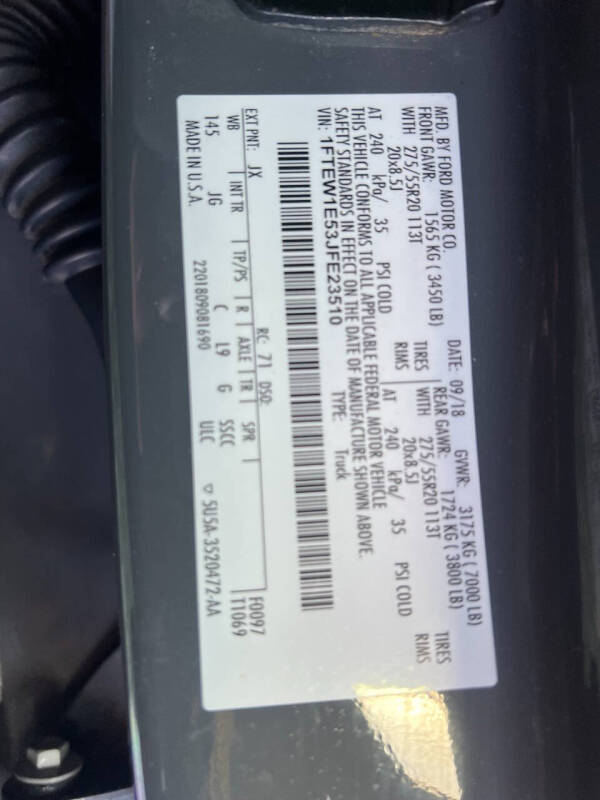 MFD. BY FORD MOTOR CO.
DATE: 09/18 GVWR: 3175 KG ( 7000 LB)
FRONT GAWR: 1565 KG ( 3450 LB) REAR GAWR: 1724 KG ( 3800 LB)
WITH 275/55R20 113T TIRES WITH 275/55R20 113T TIRES
20x8.5J RIMS 20x8.5J RIMS
AT 240 kPa/ 35 PSI COLD AT 240 kPa/ 35 PSI COLD
THIS VEHICLE CONFORMS TO ALL APPLICABLE FEDERAL MOTOR VEHICLE
SAFETY STANDARDS IN EFFECT ON THE DATE OF MANUFACTURE SHOWN ABOVE.
VIN: 1FTEW1E53JFE23510 TYPE: Truck
F0097
T1069
EXT PNT: JX RC: 71 DSO:
WB INT TR TP/PS R AXLE TR SPR
145 JG C L9 G SSCC
MADE IN U.S.A. 2201809081690 ULC ▽ 5U5A-3520472-AA